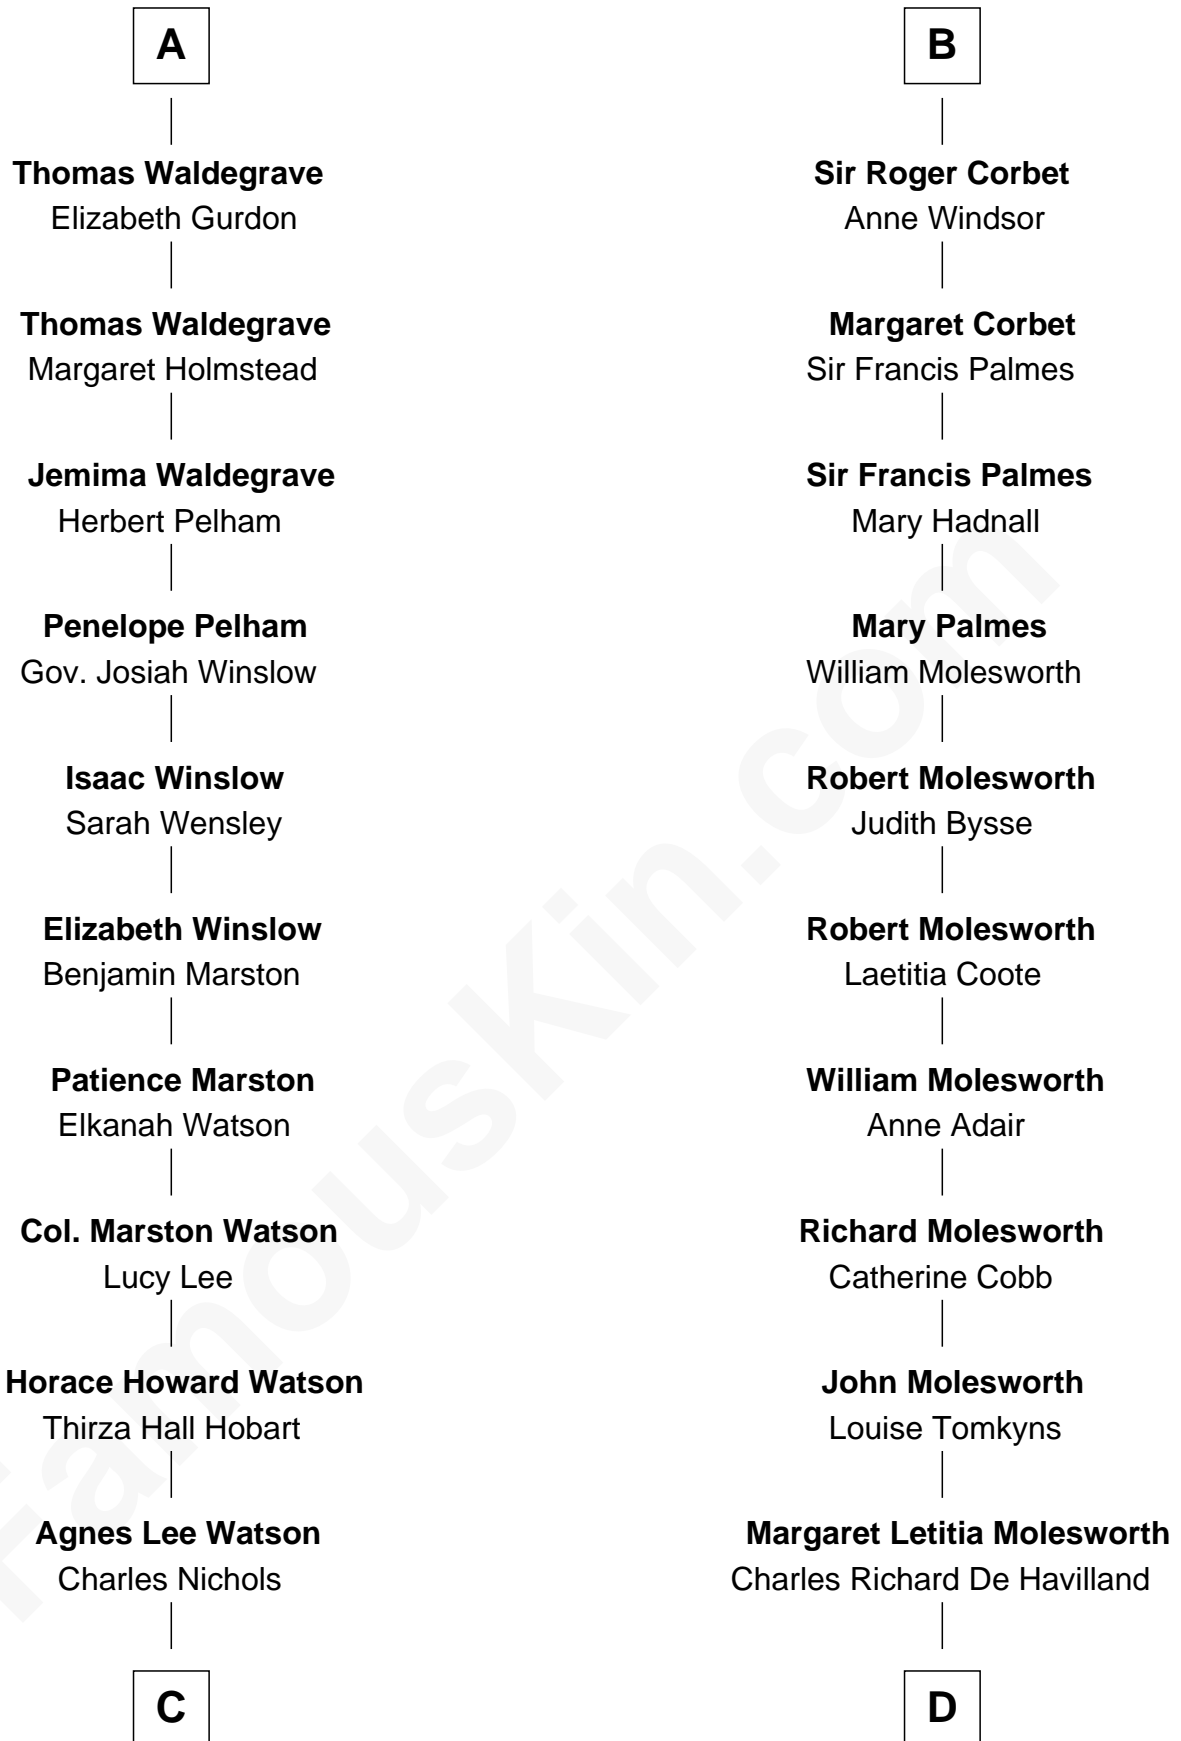 A
Thomas Waldegrave
Elizabeth Gurdon
Thomas Waldegrave
Margaret Holmstead
Jemima Waldegrave
Herbert Pelham
Penelope Pelham
Gov. Josiah Winslow
Isaac Winslow
Sarah Wensley
Elizabeth Winslow
Benjamin Marston
Patience Marston
Elkanah Watson
Col. Marston Watson
Lucy Lee
Horace Howard Watson
Thirza Hall Hobart
Agnes Lee Watson
Charles Nichols
C
B
Sir Roger Corbet
Anne Windsor
Margaret Corbet
Sir Francis Palmes
Sir Francis Palmes
Mary Hadnall
Mary Palmes
William Molesworth
Robert Molesworth
Judith Bysse
Robert Molesworth
Laetitia Coote
William Molesworth
Anne Adair
Richard Molesworth
Catherine Cobb
John Molesworth
Louise Tomkyns
Margaret Letitia Molesworth
Charles Richard De Havilland
D
FamousKin.com